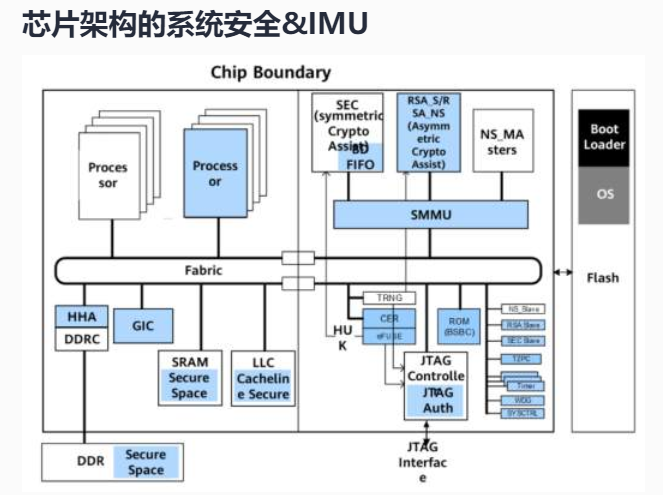 芯片架构的系统安全&IMU
Chip Boundary
Proces
sor
Process
or
SEC
(symmetric
Crypto
Assist)
BD
FIFO
RSA_S/R
SA_NS
(Asymm
etric
Crypto
Assist)
NS_MA
sters
SMMU
Boot
Loader
OS
Flash
Fabric
HHA
DDRC
GIC
SRAM
Secure
Space
LLC
Cachelin
e Secure
TRNG
CER
eFUSE
HU
K
ROM
(BSBC)
JTAG
Controlle
r
JTAG
Auth
NS_Slave
RSA Slave
SEC Slave
TZPC
Timer
WDG
SYSCTRL
DDR
Secure
Space
JTAG
Interfac
e